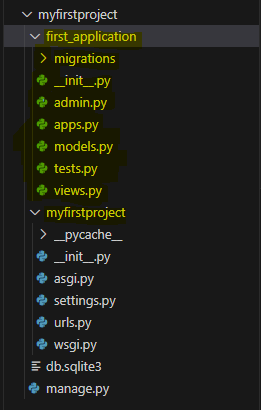 myfirstproject
first_application
migrations
__init__.py
admin.py
apps.py
models.py
tests.py
views.py
myfirstproject
__pycache__
__init__.py
asgi.py
settings.py
urls.py
wsgi.py
db.sqlite3
manage.py